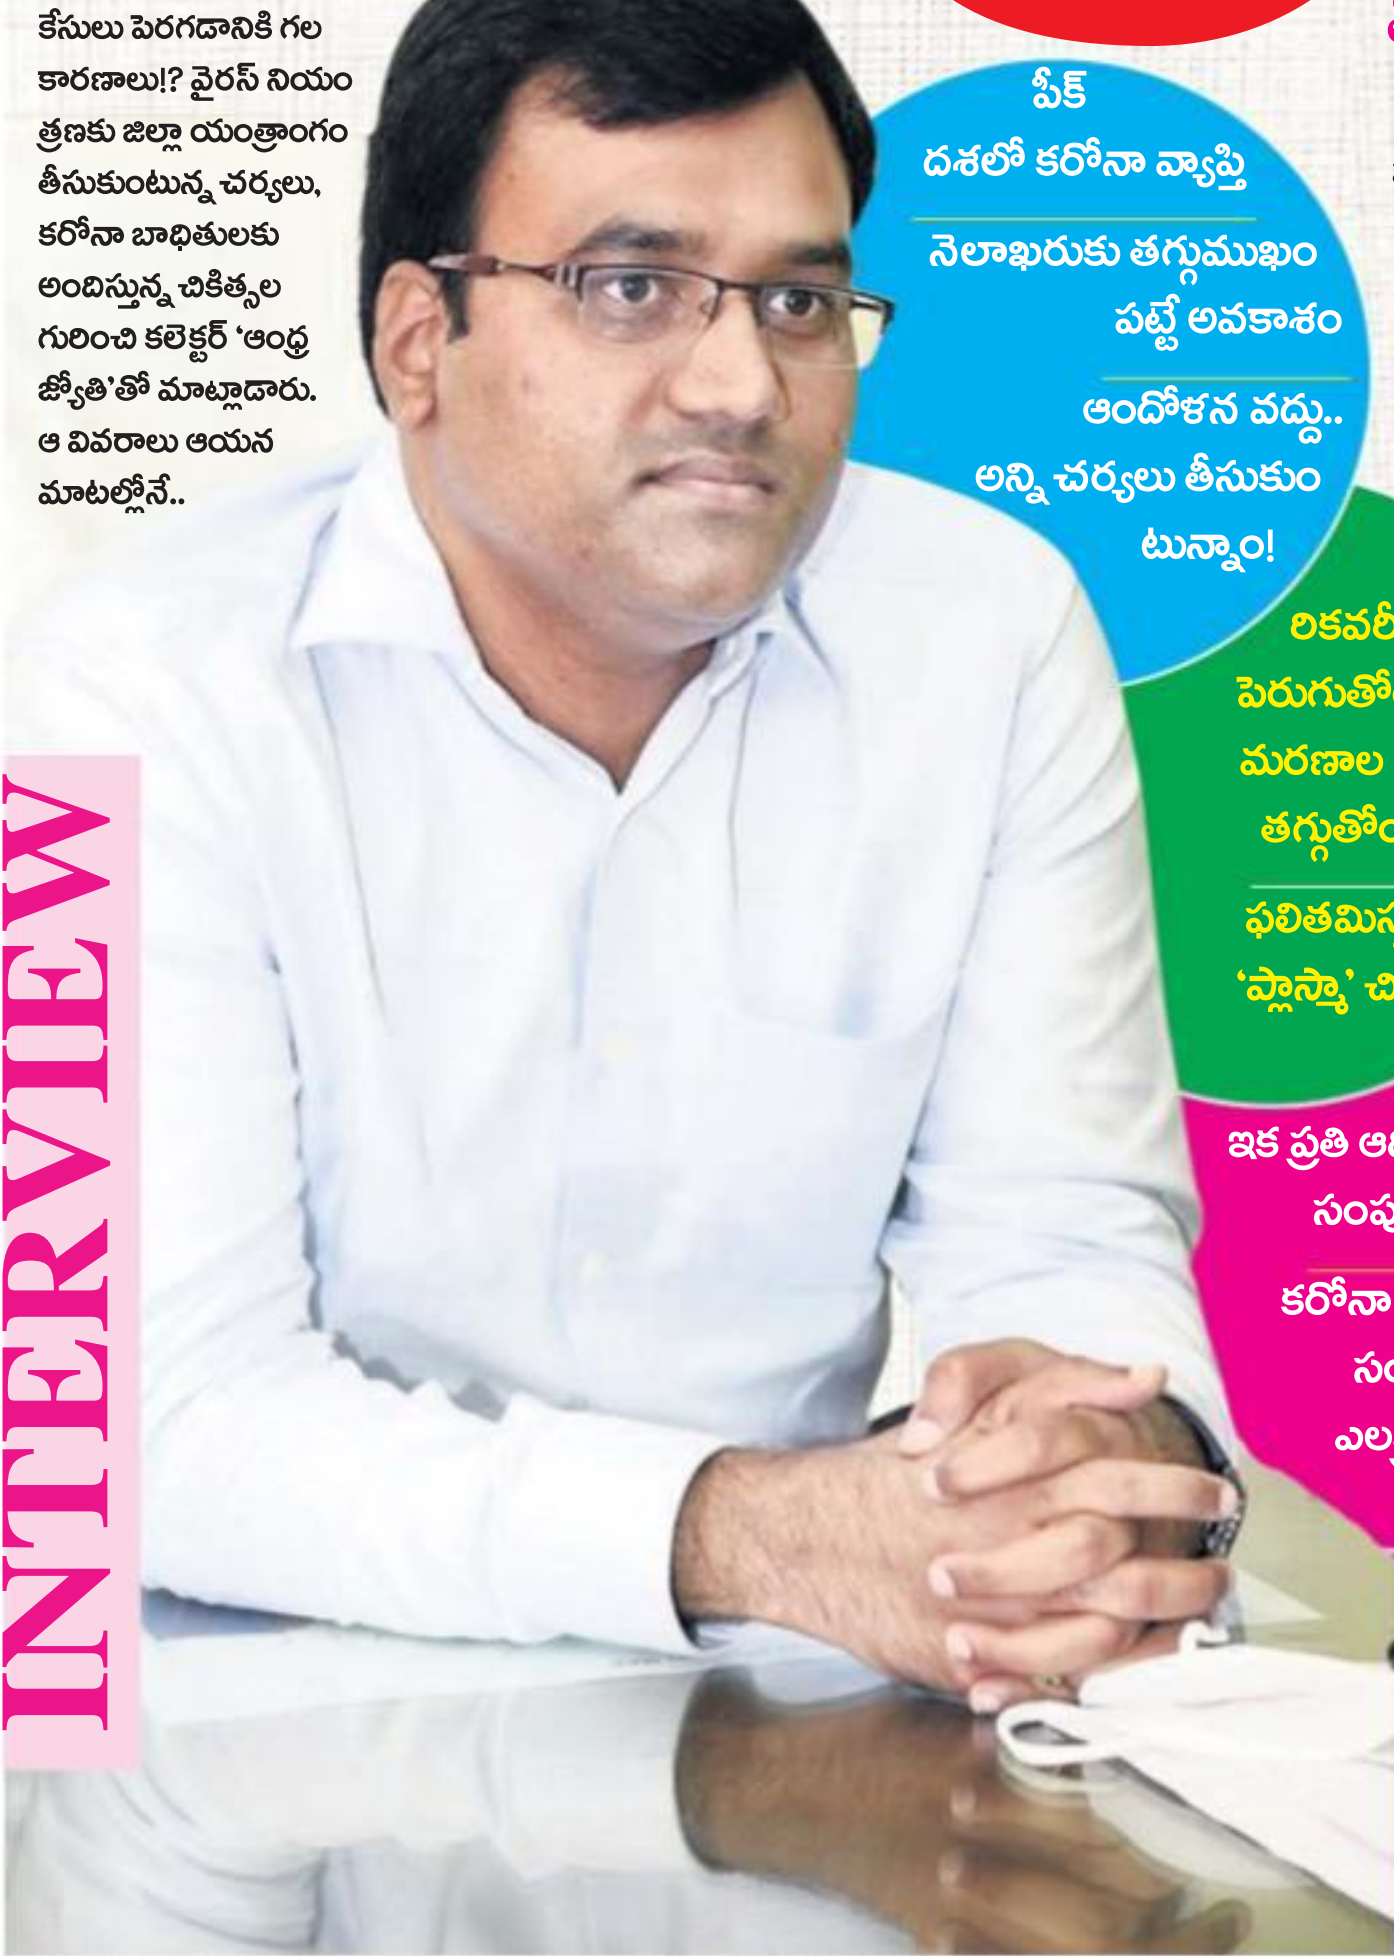 కేసులు పెరగడానికి గల
కారణాలు!? వైరస్ నియం
త్రణకు జిల్లా యంత్రాంగం
తీసుకుంటున్న చర్యలు,
కరోనా బాధితులకు
అందిస్తున్న చికిత్సల
గురించి కలెక్టర్ ‘ఆంధ్ర
జ్యోతి’తో మాట్లాడారు.
ఆ వివరాలు ఆయన
మాటల్లోనే..
పీక్
దశలో కరోనా వ్యాప్తి
నెలాఖరుకు తగ్గుముఖం
పట్టే అవకాశం
ఆందోళన వద్దు..
అన్ని చర్యలు తీసుకుం
టున్నాం!
రికవరీ
పెరుగుతో
మరణాల
తగ్గుతోం
ఫలితమిస
‘ప్లాస్మా’ చి
ఇక ప్రతి
సంపు
కరోనా
సం
INTERVIEW